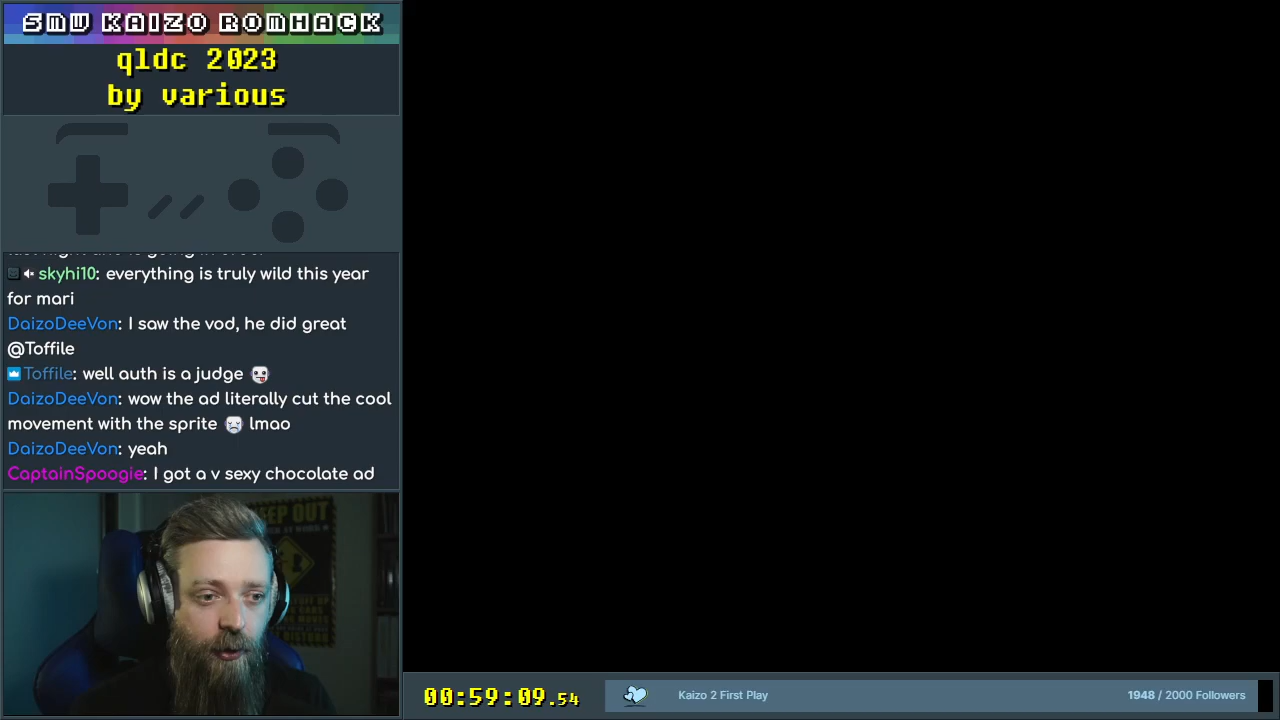 SMW KAIZO ROMHACK
qldc 2023
by various
skyhi10: everything is truly wild this year
for mari
DaizoDeeVon: I saw the vod, he did great
@Toffile
Toffile: well auth is a judge
DaizoDeeVon: wow the ad literally cut the cool
movement with the sprite lmao
DaizoDeeVon: yeah
CaptainSpoogie: I got a v sexy chocolate ad
KEEP OUT
00:59:09.54
Kaizo 2 First Play
1948 / 2000 Followers